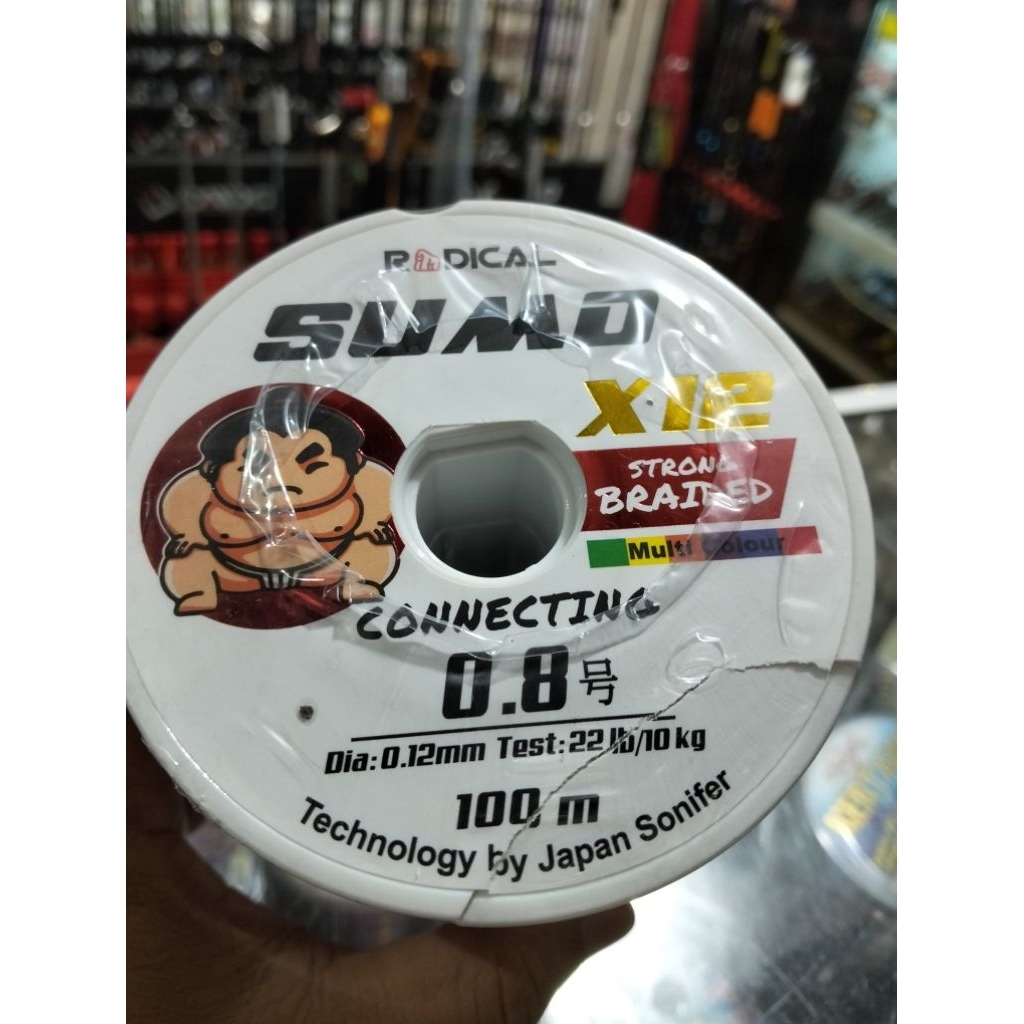 RADICAL
SUMO
X12
STRONG
BRAIDED
Multi Colour
CONNECTING
0.8号
Dia:0.12mm Test:22 lb/10 kg
100 m
Technology by Japan Sonifer